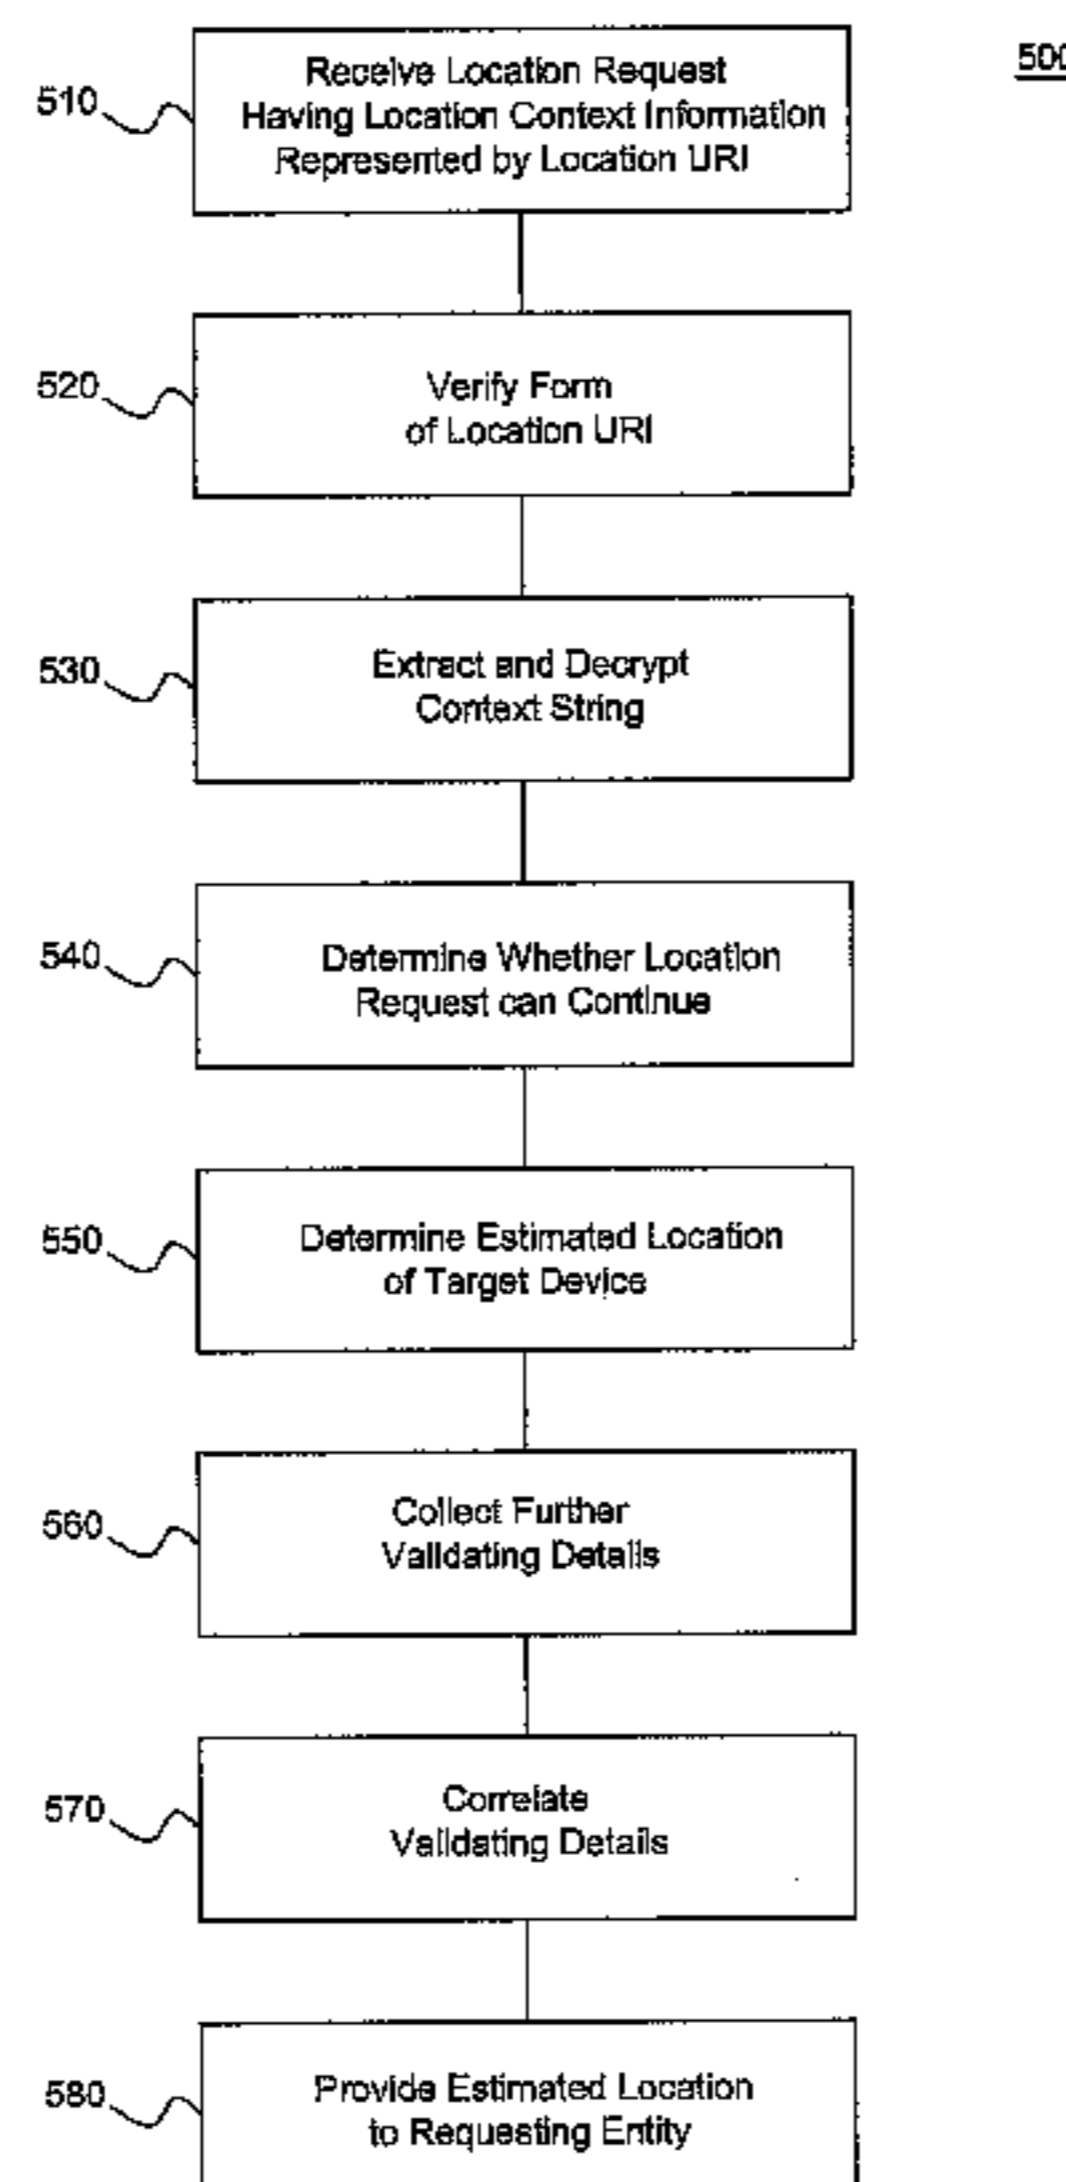 500
510
Receive Location Request
Having Location Context Information
Represented by Location URI
520
Verify Form
of Location URI
530
Extract and Decrypt
Context String
540
Determine Whether Location
Request can Continue
550
Determine Estimated Location
of Target Device
560
Collect Further
Validating Details
570
Correlate
Validating Details
580
Provide Estimated Location
to Requesting Entity